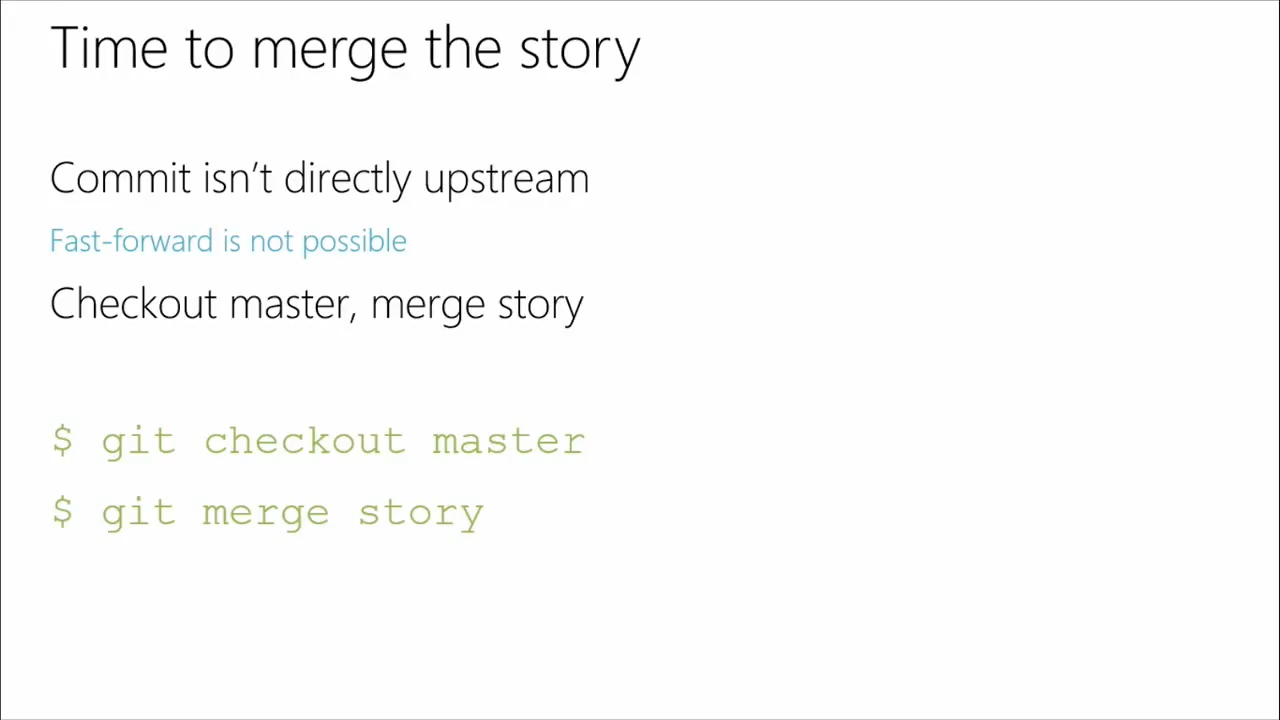 Time to merge the story
Commit isn’t directly upstream
Fast-forward is not possible
Checkout master, merge story
$ git checkout master
$ git merge story